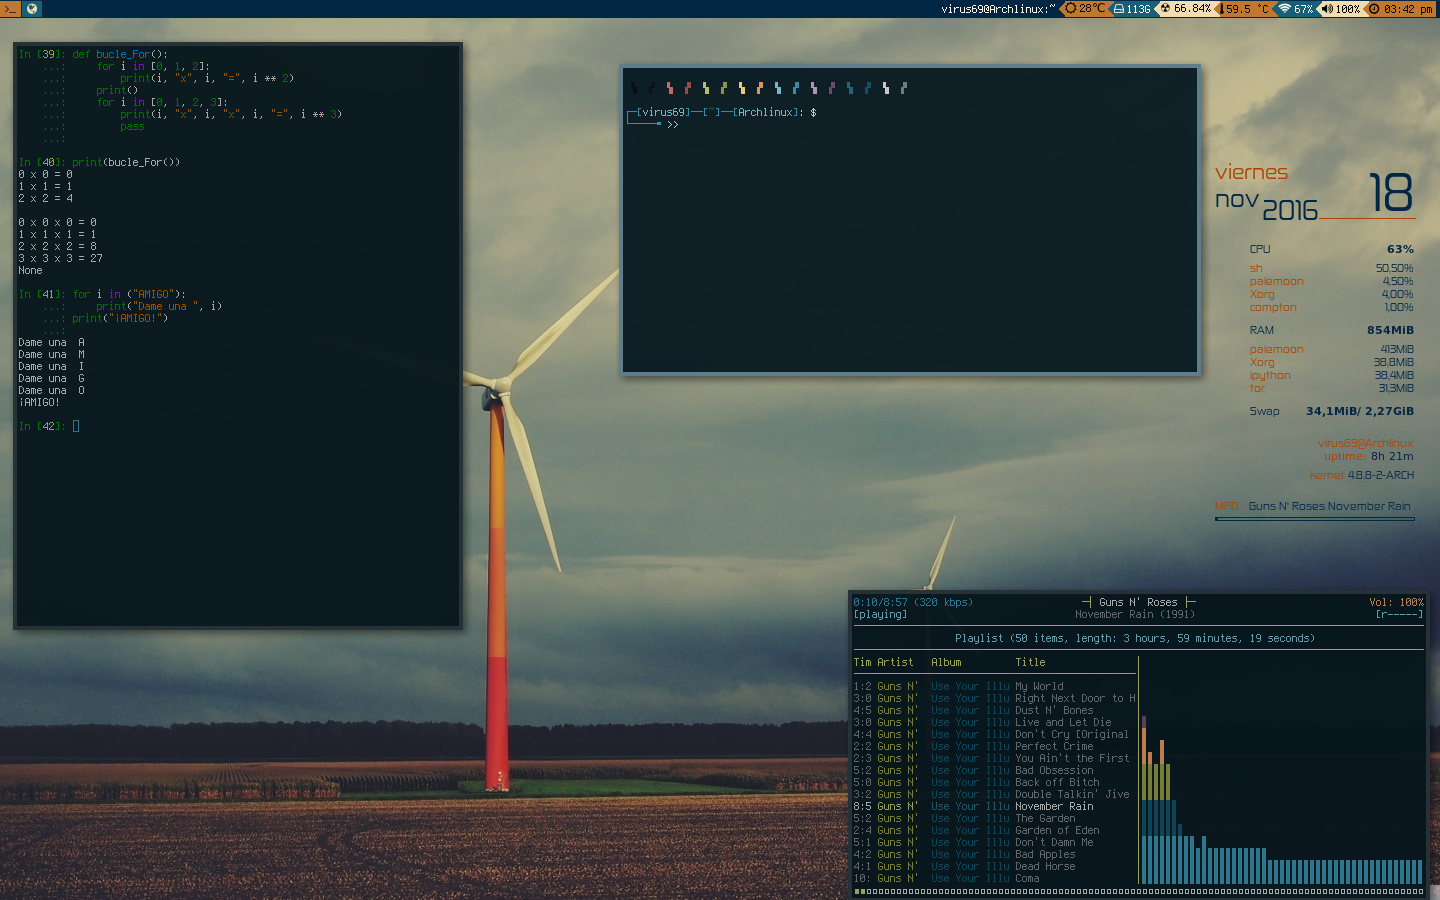 >_
virus69@Archlinux:~
28°C
113G
66.84%
59.5 °C
67%
100%
03:42 pm
In [39]: def bucle_For():
...:     for i in [0, 1, 2]:
...:         print(i, "x", i, "=", i ** 2)
...:     print()
...:     for i in [0, 1, 2, 3]:
...:         print(i, "x", i, "x", i, "=", i ** 3)
...:         pass
...:
In [40]: print(bucle_For())
0 x 0 = 0
1 x 1 = 1
2 x 2 = 4
0 x 0 x 0 = 0
1 x 1 x 1 = 1
2 x 2 x 2 = 8
3 x 3 x 3 = 27
None
In [41]: for i in ("AMIGO"):
...:     print("Dame una ", i)
...: print("¡AMIGO!")
...:
Dame una  A
Dame una  M
Dame una  I
Dame una  G
Dame una  O
¡AMIGO!
In [42]:
[virus69]—[~]—[Archlinux]: $
>>
viernes
18
nov 2016
CPU 63%
sh 50,50%
palemoon 4,50%
Xorg 4,00%
compton 1,00%
RAM 854MiB
palemoon 413MiB
Xorg 38,8MiB
ipython 38,4MiB
tor 31,3MiB
Swap 34,1MiB/ 2,27GiB
virus69@Archlinux
uptime: 8h 21m
kernel 4.8.8-2-ARCH
MPD Guns N' Roses November Rain
0:10/8:57 (320 kbps) ─┤ Guns N' Roses ├─ Vol: 100%
[playing] November Rain (1991) [r-----]
Playlist (50 items, length: 3 hours, 59 minutes, 19 seconds)
Tim Artist Album Title
1:2 Guns N' Use Your Illu My World
3:0 Guns N' Use Your Illu Right Next Door to H
4:5 Guns N' Use Your Illu Dust N' Bones
3:0 Guns N' Use Your Illu Live and Let Die
4:4 Guns N' Use Your Illu Don't Cry [Original
2:2 Guns N' Use Your Illu Perfect Crime
2:3 Guns N' Use Your Illu You Ain't the First
5:2 Guns N' Use Your Illu Bad Obsession
5:0 Guns N' Use Your Illu Back off Bitch
3:2 Guns N' Use Your Illu Double Talkin' Jive
8:5 Guns N' Use Your Illu November Rain
5:2 Guns N' Use Your Illu The Garden
2:4 Guns N' Use Your Illu Garden of Eden
5:1 Guns N' Use Your Illu Don't Damn Me
4:2 Guns N' Use Your Illu Bad Apples
4:1 Guns N' Use Your Illu Dead Horse
10: Guns N' Use Your Illu Coma